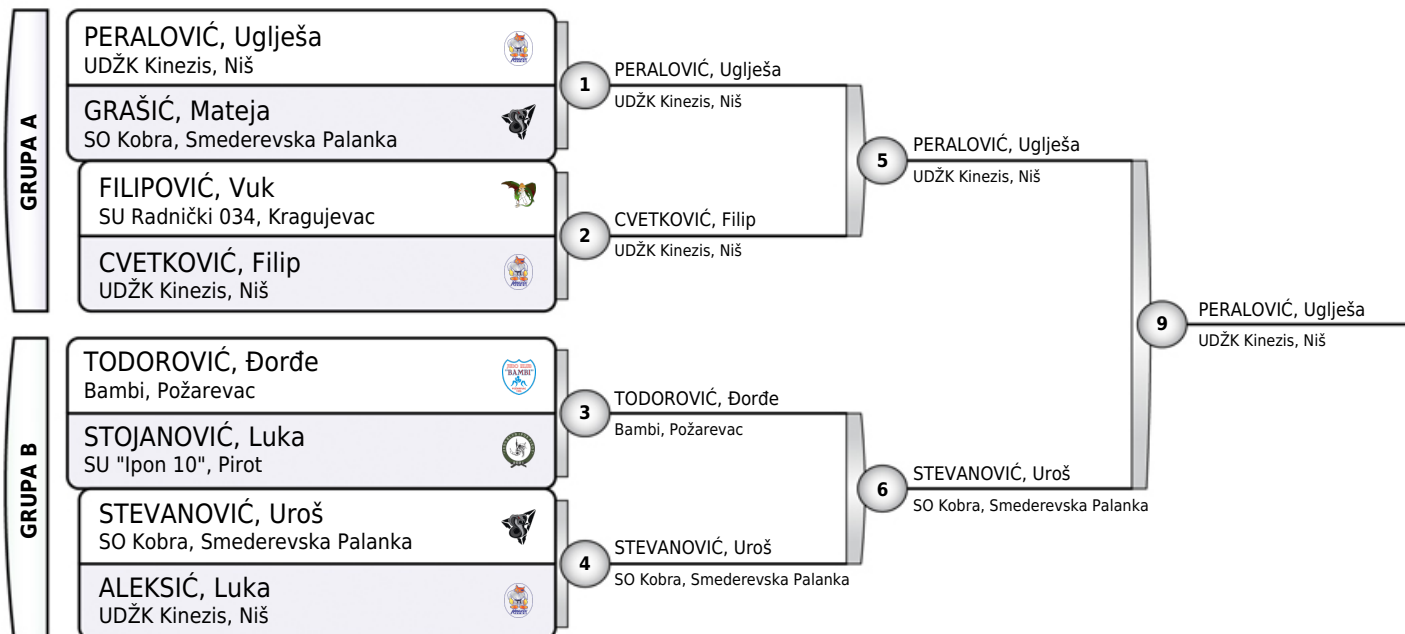 GRUPA A
PERALOVIĆ, Uglješa
UDŽK Kinezis, Niš
GRAŠIĆ, Mateja
SO Kobra, Smederevska Palanka
FILIPOVIĆ, Vuk
SU Radnički 034, Kragujevac
CVETKOVIĆ, Filip
UDŽK Kinezis, Niš
GRUPA B
TODOROVIĆ, Đorđe
Bambi, Požarevac
"BAMBI"
STOJANOVIĆ, Luka
SU "Ipon 10", Pirot
STEVANOVIĆ, Uroš
SO Kobra, Smederevska Palanka
ALEKSIĆ, Luka
UDŽK Kinezis, Niš
1
PERALOVIĆ, Uglješa
UDŽK Kinezis, Niš
2
CVETKOVIĆ, Filip
UDŽK Kinezis, Niš
3
TODOROVIĆ, Đorđe
Bambi, Požarevac
4
STEVANOVIĆ, Uroš
SO Kobra, Smederevska Palanka
5
PERALOVIĆ, Uglješa
UDŽK Kinezis, Niš
6
STEVANOVIĆ, Uroš
SO Kobra, Smederevska Palanka
9
PERALOVIĆ, Uglješa
UDŽK Kinezis, Niš